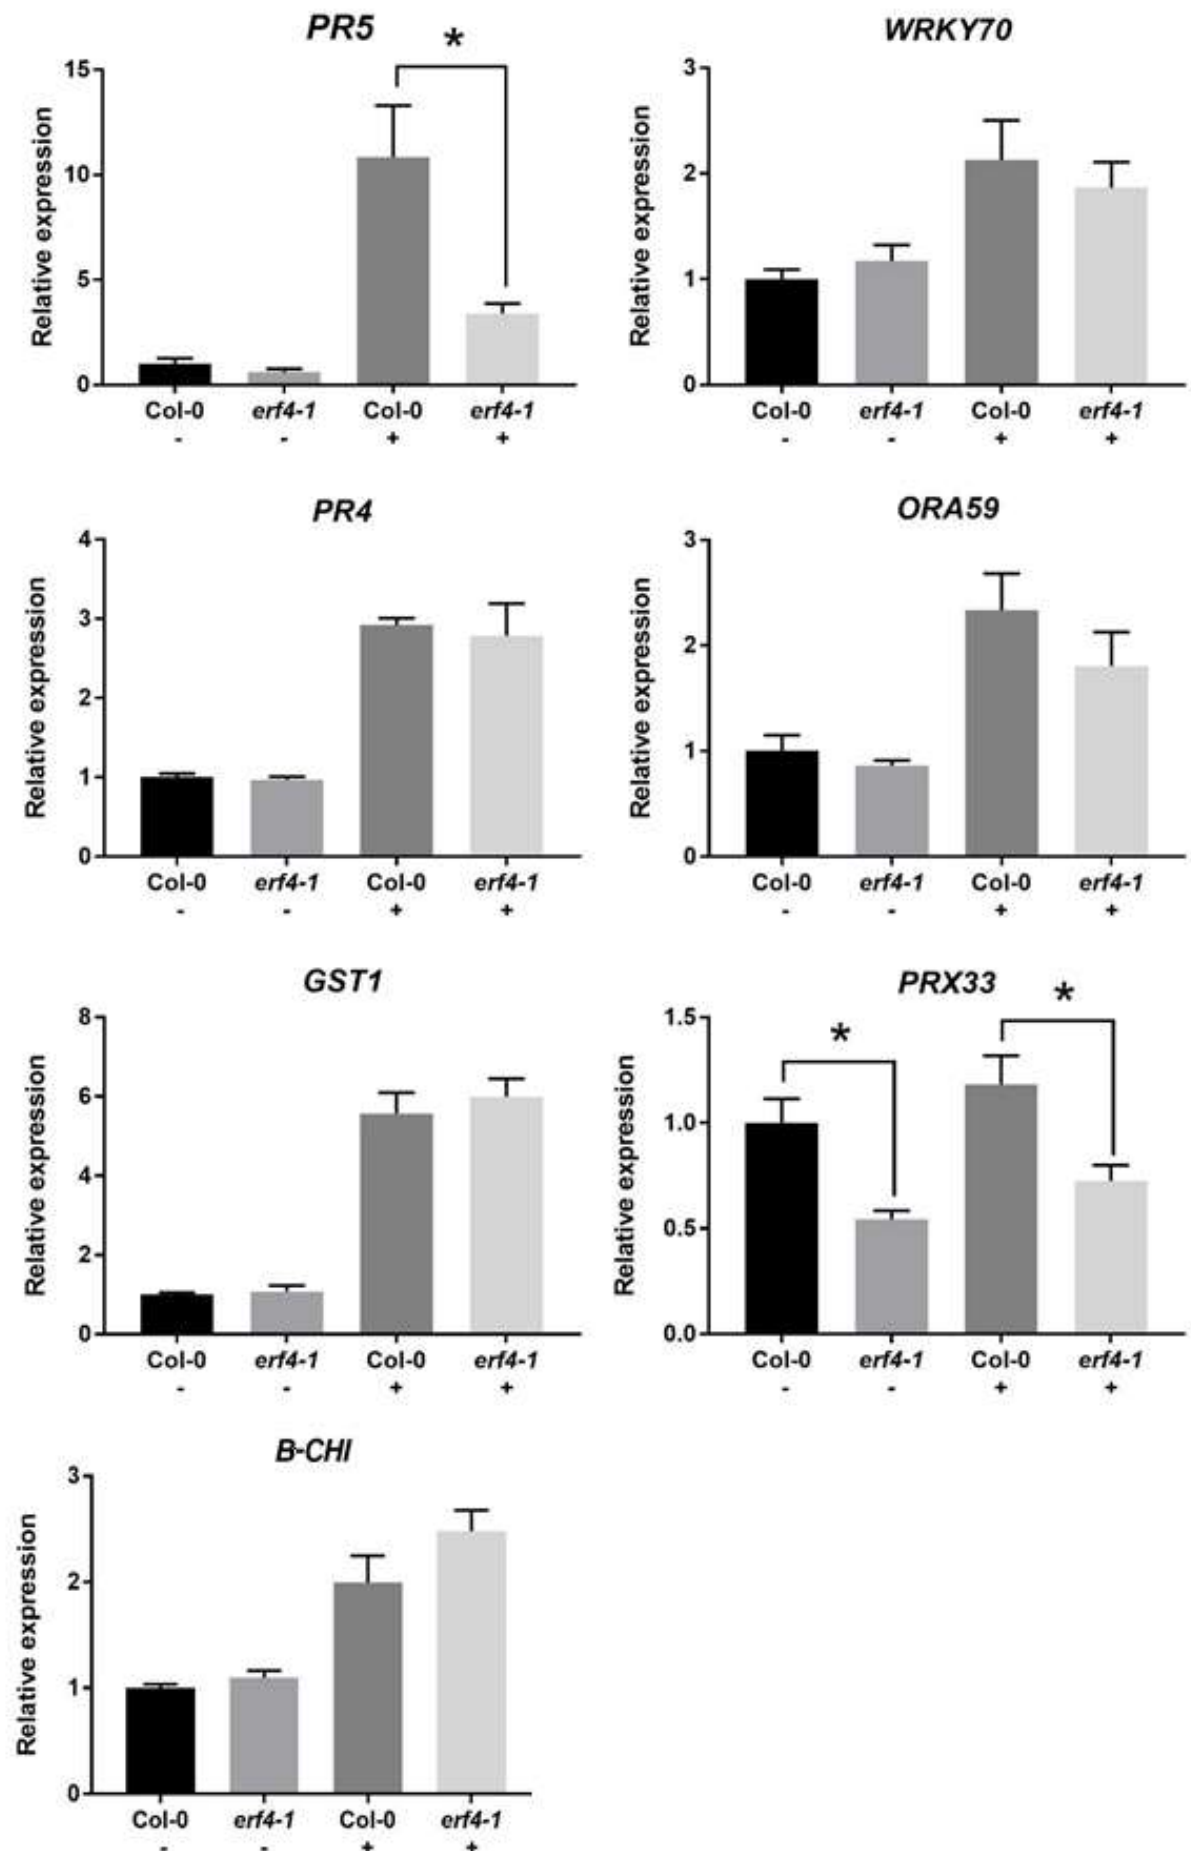 PR5
*
Relative expression
15
10
5
0
Col-0 erf4-1 Col-0 erf4-1
- - + +
WRKY70
Relative expression
3
2
1
0
Col-0 erf4-1 Col-0 erf4-1
- - + +
PR4
Relative expression
4
3
2
1
0
Col-0 erf4-1 Col-0 erf4-1
- - + +
ORA59
Relative expression
3
2
1
0
Col-0 erf4-1 Col-0 erf4-1
- - + +
GST1
Relative expression
8
6
4
2
0
Col-0 erf4-1 Col-0 erf4-1
- - + +
PRX33
* *
Relative expression
1.5
1.0
0.5
0.0
Col-0 erf4-1 Col-0 erf4-1
- - + +
B-CHI
Relative expression
3
2
1
0
Col-0 erf4-1 Col-0 erf4-1
- - + +